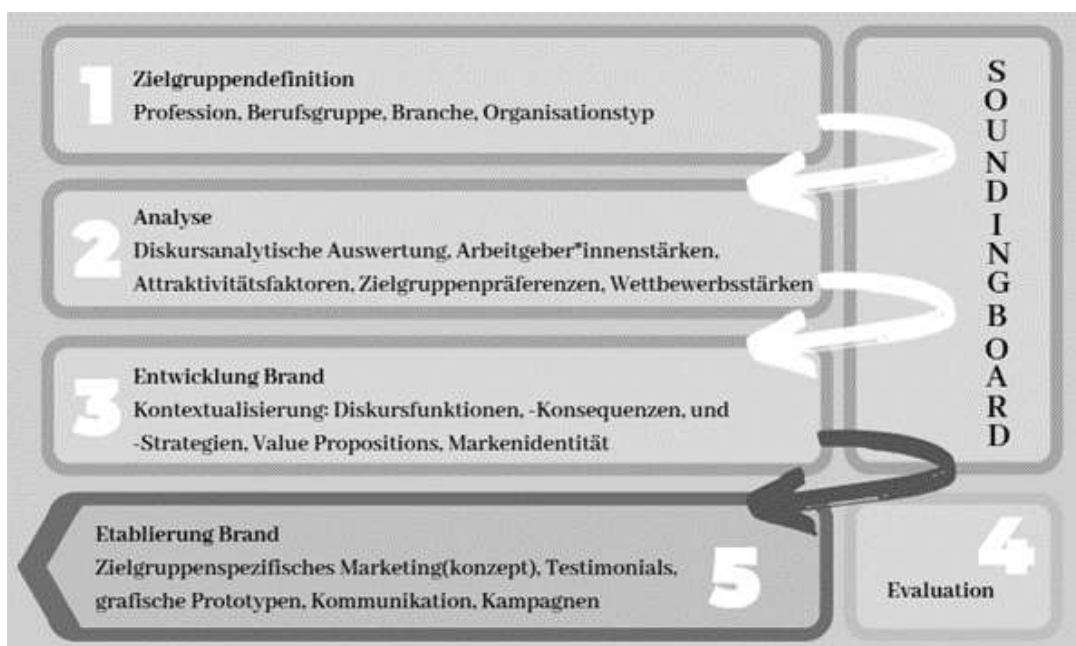 1
Zielgruppendefinition
Profession, Berufsgruppe, Branche, Organisationstyp
2
Analyse
Diskursanalytische Auswertung, Arbeitgeber*innenstärken,
Attraktivitätsfaktoren, Zielgruppenpräferenzen, Wettbewerbsstärken
3
Entwicklung Brand
Kontextualisierung: Diskursfunktionen, -Konsequenzen, und
-Strategien, Value Propositions, Markenidentität
SOUNDINGBOARD
4
Evaluation
5
Etablierung Brand
Zielgruppenspezifisches Marketing(konzept), Testimonials,
grafische Prototypen, Kommunikation, Kampagnen